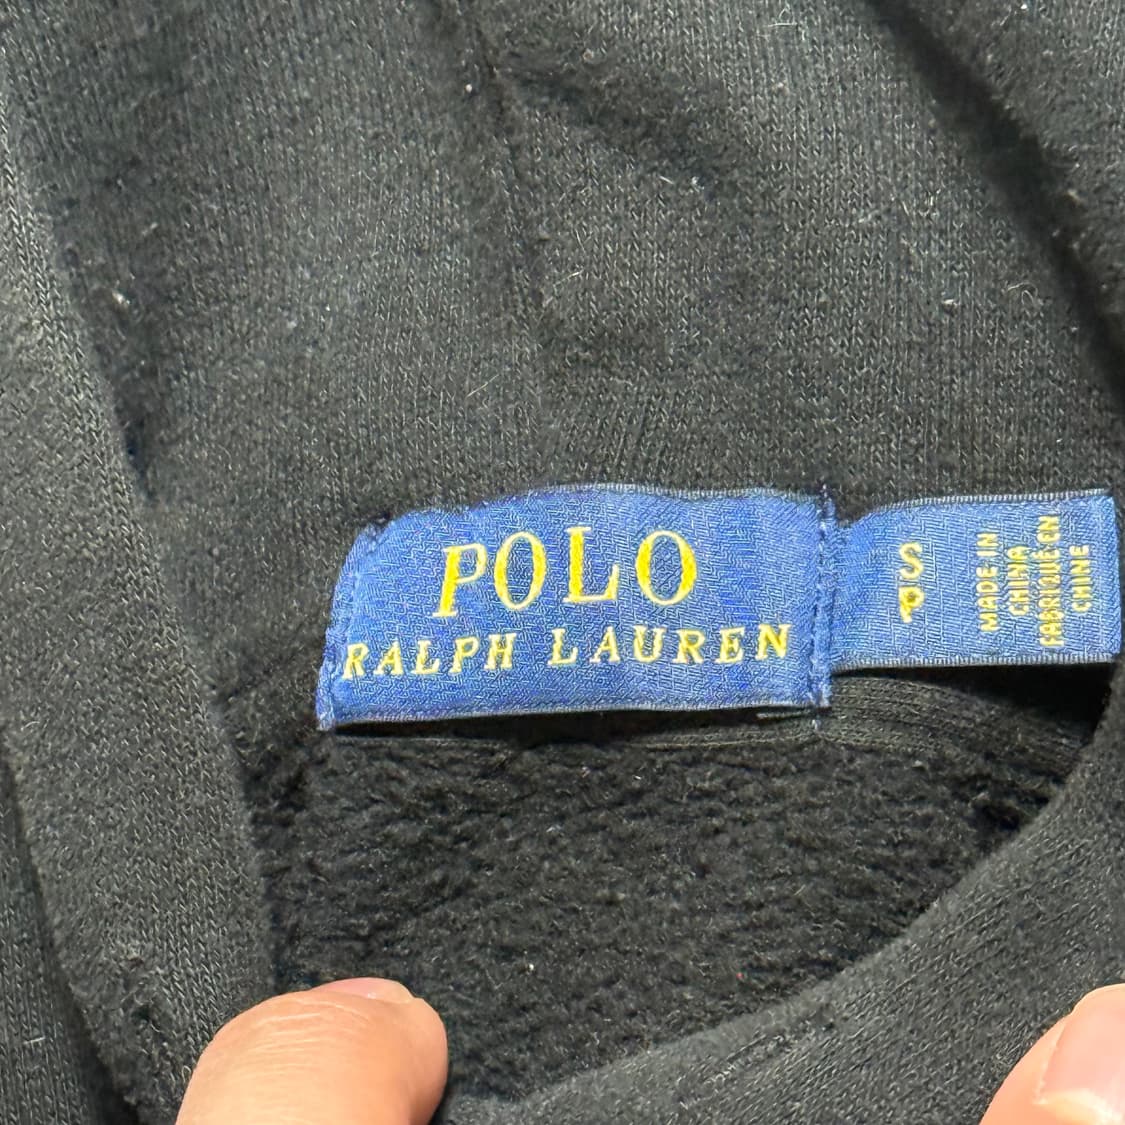 POLO
RALPH LAUREN
S
P
MADE IN
CHINA
FABRIQUÉ EN
CHINE